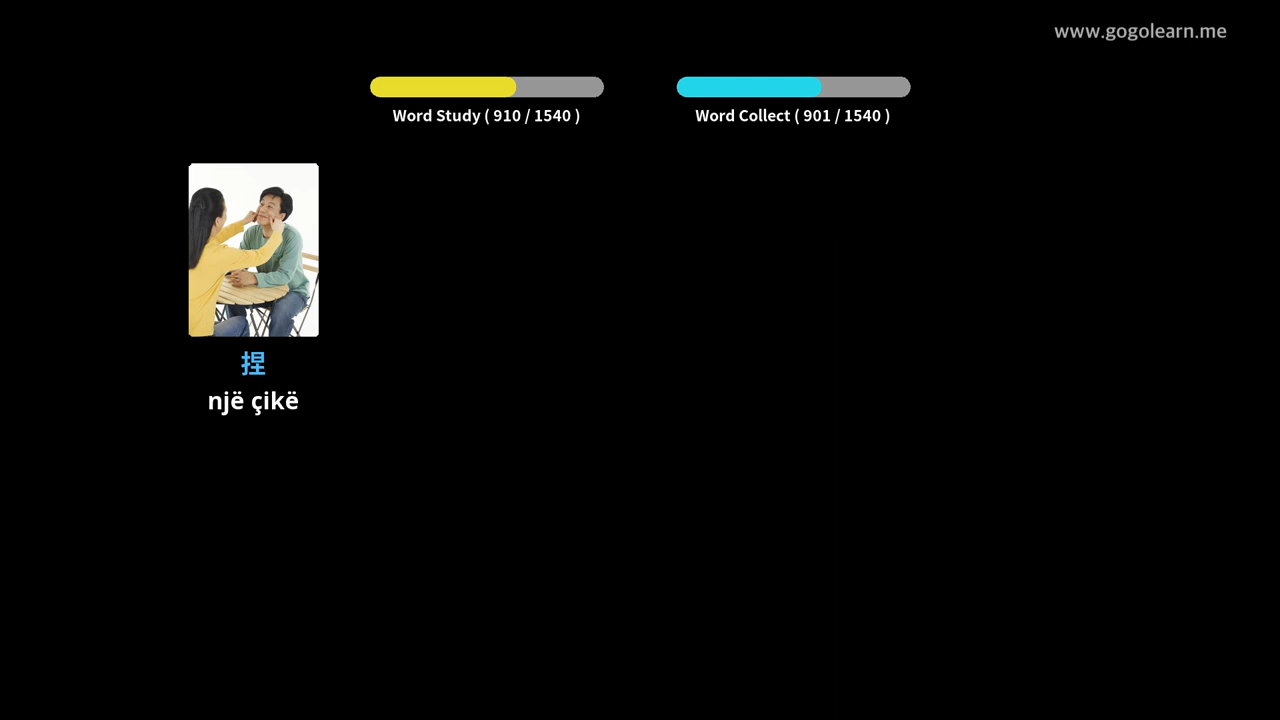 www.gogolearn.me
Word Study ( 910 / 1540 )
Word Collect ( 901 / 1540 )
捏
një çikë